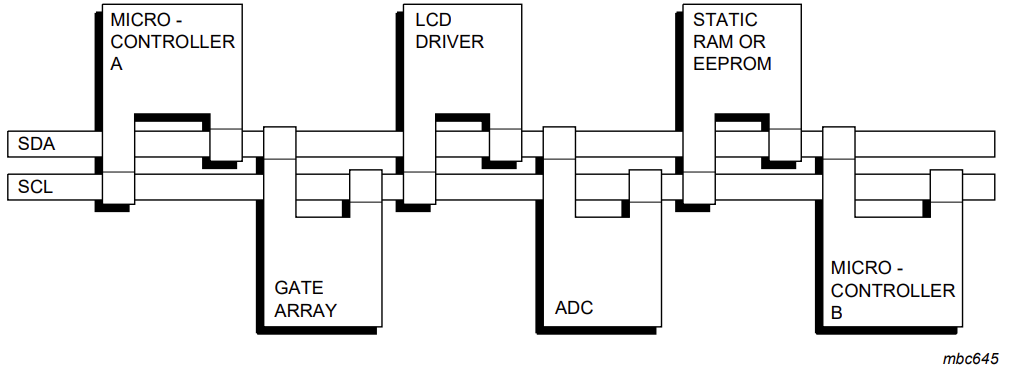 MICRO -
CONTROLLER
A
LCD
DRIVER
STATIC
RAM OR
EEPROM
SDA
SCL
GATE
ARRAY
ADC
MICRO -
CONTROLLER
B
mbc645